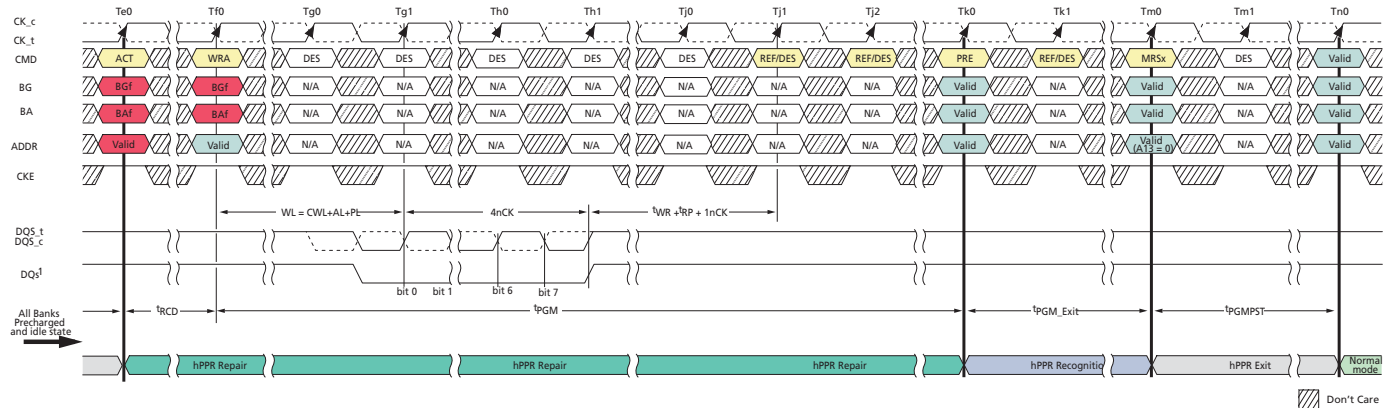 Te0 Tf0 Tg0 Tg1 Th0 Th1 Tj0 Tj1 Tj2 Tk0 Tk1 Tm0 Tm1 Tn0
CK_c
CK_t
CMD ACT WRA DES DES DES DES DES REF/DES REF/DES PRE REF/DES MRSx DES Valid
BG BGf BGf N/A N/A N/A N/A N/A N/A N/A Valid N/A Valid N/A Valid
BA BAf BAf N/A N/A N/A N/A N/A N/A N/A Valid N/A Valid N/A Valid
ADDR Valid Valid N/A N/A N/A N/A N/A N/A N/A Valid N/A Valid (A13 = 0) N/A Valid
CKE
WL = CWL+AL+PL 4nCK tWR +tRP + 1nCK
DQS_t
DQS_c
DQs1
bit 0 bit 1 bit 6 bit 7
All Banks
Precharged
and idle state
tRCD tPGM tPGM_Exit tPGMPST
hPPR Repair hPPR Repair hPPR Repair hPPR Recognitio hPPR Exit Normal
mode
Don't Care